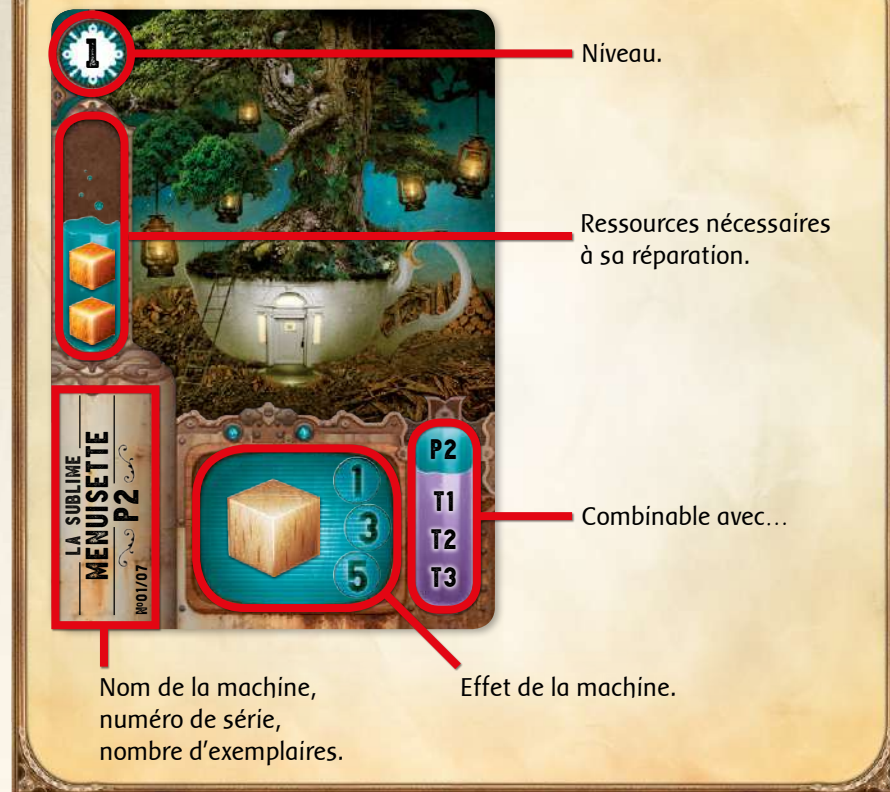 1
Niveau.
Ressources nécessaires
à sa réparation.
LA SUBLIME
MENUISETTE
P2
Nº01/07
1
3
5
P2
T1
T2
T3
Combinable avec…
Nom de la machine,
numéro de série,
nombre d'exemplaires.
Effet de la machine.